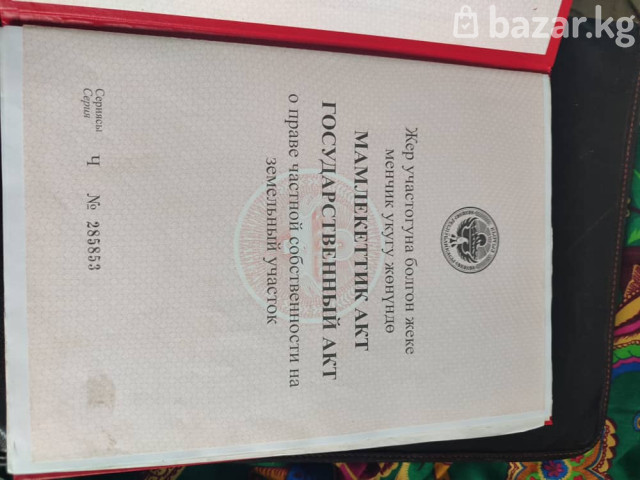 bazar.kg
Жер участогуна болгон жеке
менчик укугу жөнүндө
МАМЛЕКЕТТИК АКТ
ГОСУДАРСТВЕННЫЙ АКТ
о праве частной собственности на
земельный участок
Сериясы
Серия
Ч № 285853